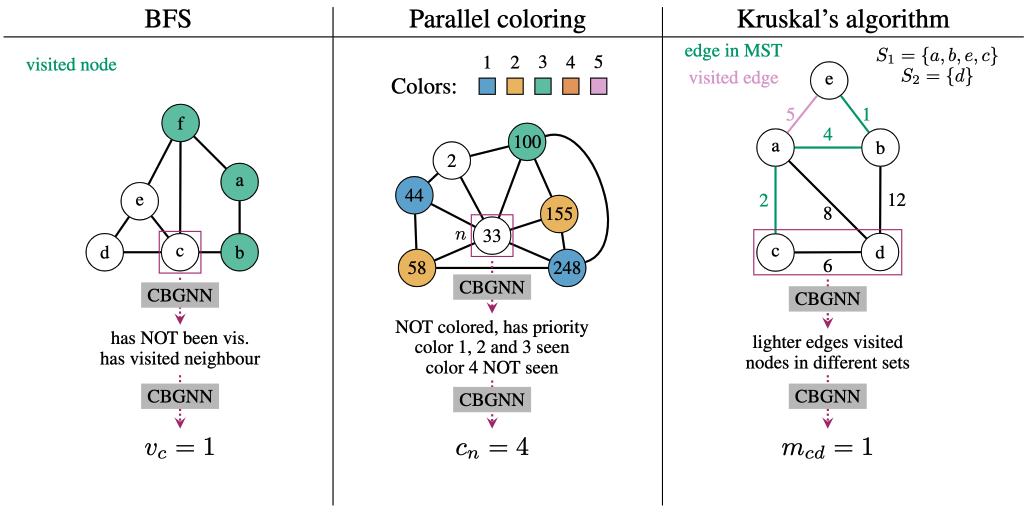 BFS
visited node
f
a
e
d
c
b
CBGNN
has NOT been vis.
has visited neighbour
CBGNN
v_c = 1
Parallel coloring
1 2 3 4 5
Colors:
100
2
44
155
n 33
58
248
CBGNN
NOT colored, has priority
color 1, 2 and 3 seen
color 4 NOT seen
CBGNN
c_n = 4
Kruskal's algorithm
edge in MST
visited edge
S_1 = {a, b, e, c}
S_2 = {d}
e
5 1
a 4 b
2 8 12
c d
6
CBGNN
lighter edges visited
nodes in different sets
CBGNN
m_{cd} = 1